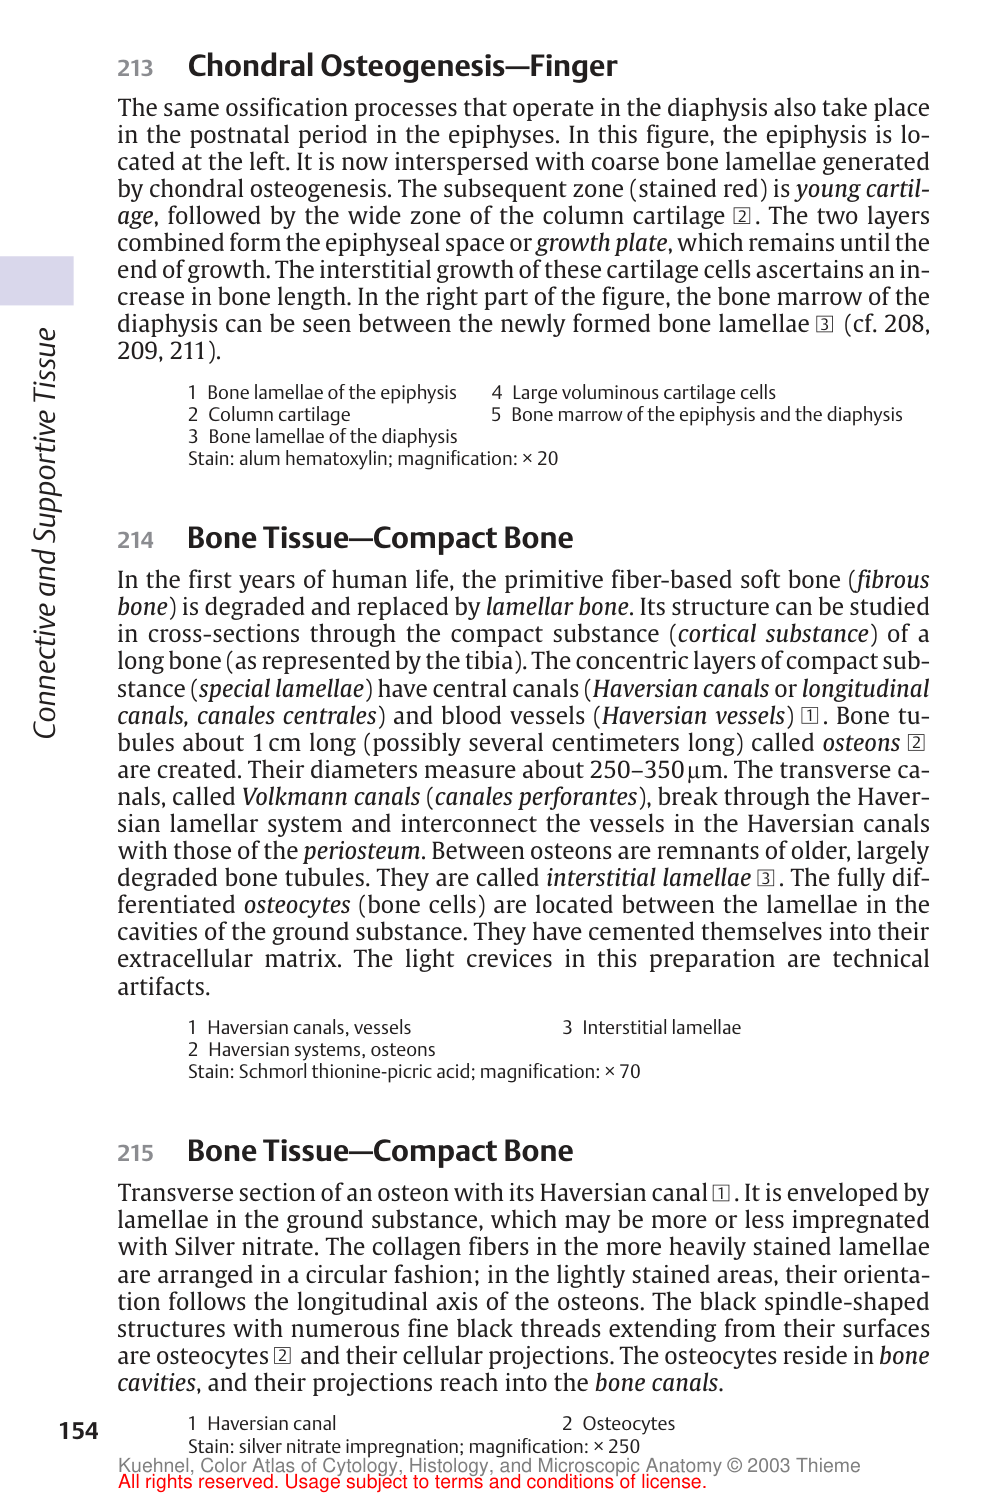 213 Chondral Osteogenesis—Finger
The same ossification processes that operate in the diaphysis also take place
in the postnatal period in the epiphyses. In this figure, the epiphysis is lo-
cated at the left. It is now interspersed with coarse bone lamellae generated
by chondral osteogenesis. The subsequent zone (stained red) is young cartil-
age, followed by the wide zone of the column cartilage 2. The two layers
combined form the epiphyseal space or growth plate, which remains until the
end of growth. The interstitial growth of these cartilage cells ascertains an in-
crease in bone length. In the right part of the figure, the bone marrow of the
diaphysis can be seen between the newly formed bone lamellae 3 (cf. 208,
209, 211).
1 Bone lamellae of the epiphysis 4 Large voluminous cartilage cells
2 Column cartilage 5 Bone marrow of the epiphysis and the diaphysis
3 Bone lamellae of the diaphysis
Stain: alum hematoxylin; magnification: × 20
Connective and Supportive Tissue
214 Bone Tissue—Compact Bone
In the first years of human life, the primitive fiber-based soft bone (fibrous
bone) is degraded and replaced by lamellar bone. Its structure can be studied
in cross-sections through the compact substance (cortical substance) of a
long bone (as represented by the tibia). The concentric layers of compact sub-
stance (special lamellae) have central canals (Haversian canals or longitudinal
canals, canales centrales) and blood vessels (Haversian vessels) 1. Bone tu-
bules about 1 cm long (possibly several centimeters long) called osteons 2
are created. Their diameters measure about 250–350 µm. The transverse ca-
nals, called Volkmann canals (canales perforantes), break through the Haver-
sian lamellar system and interconnect the vessels in the Haversian canals
with those of the periosteum. Between osteons are remnants of older, largely
degraded bone tubules. They are called interstitial lamellae 3. The fully dif-
ferentiated osteocytes (bone cells) are located between the lamellae in the
cavities of the ground substance. They have cemented themselves into their
extracellular matrix. The light crevices in this preparation are technical
artifacts.
1 Haversian canals, vessels 3 Interstitial lamellae
2 Haversian systems, osteons
Stain: Schmorl thionine-picric acid; magnification: × 70
215 Bone Tissue—Compact Bone
Transverse section of an osteon with its Haversian canal 1. It is enveloped by
lamellae in the ground substance, which may be more or less impregnated
with Silver nitrate. The collagen fibers in the more heavily stained lamellae
are arranged in a circular fashion; in the lightly stained areas, their orienta-
tion follows the longitudinal axis of the osteons. The black spindle-shaped
structures with numerous fine black threads extending from their surfaces
are osteocytes 2 and their cellular projections. The osteocytes reside in bone
cavities, and their projections reach into the bone canals.
1 Haversian canal 2 Osteocytes
Stain: silver nitrate impregnation; magnification: × 250
154
Kuehnel, Color Atlas of Cytology, Histology, and Microscopic Anatomy © 2003 Thieme
All rights reserved. Usage subject to terms and conditions of license.